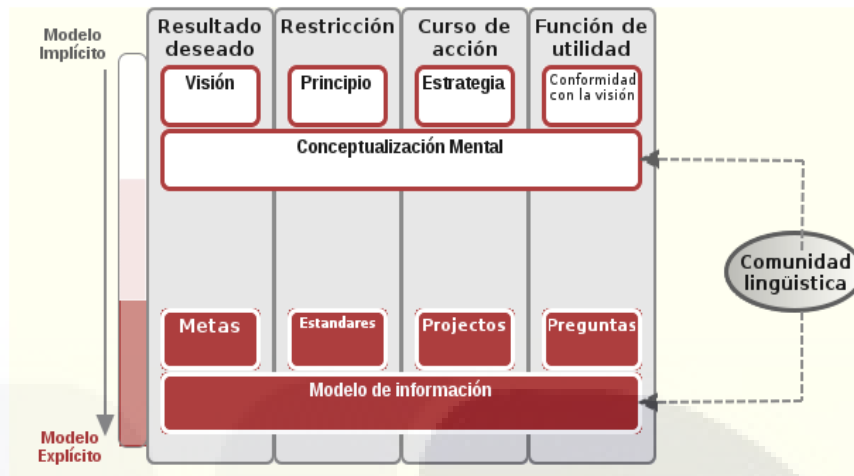 Modelo
Implícito
Resultado
deseado
Restricción
Curso de
acción
Función de
utilidad
Visión
Principio
Estrategia
Conformidad
con la visión
Conceptualización Mental
Comunidad
lingüistica
Metas
Estandares
Projectos
Preguntas
Modelo de información
Modelo
Explícito